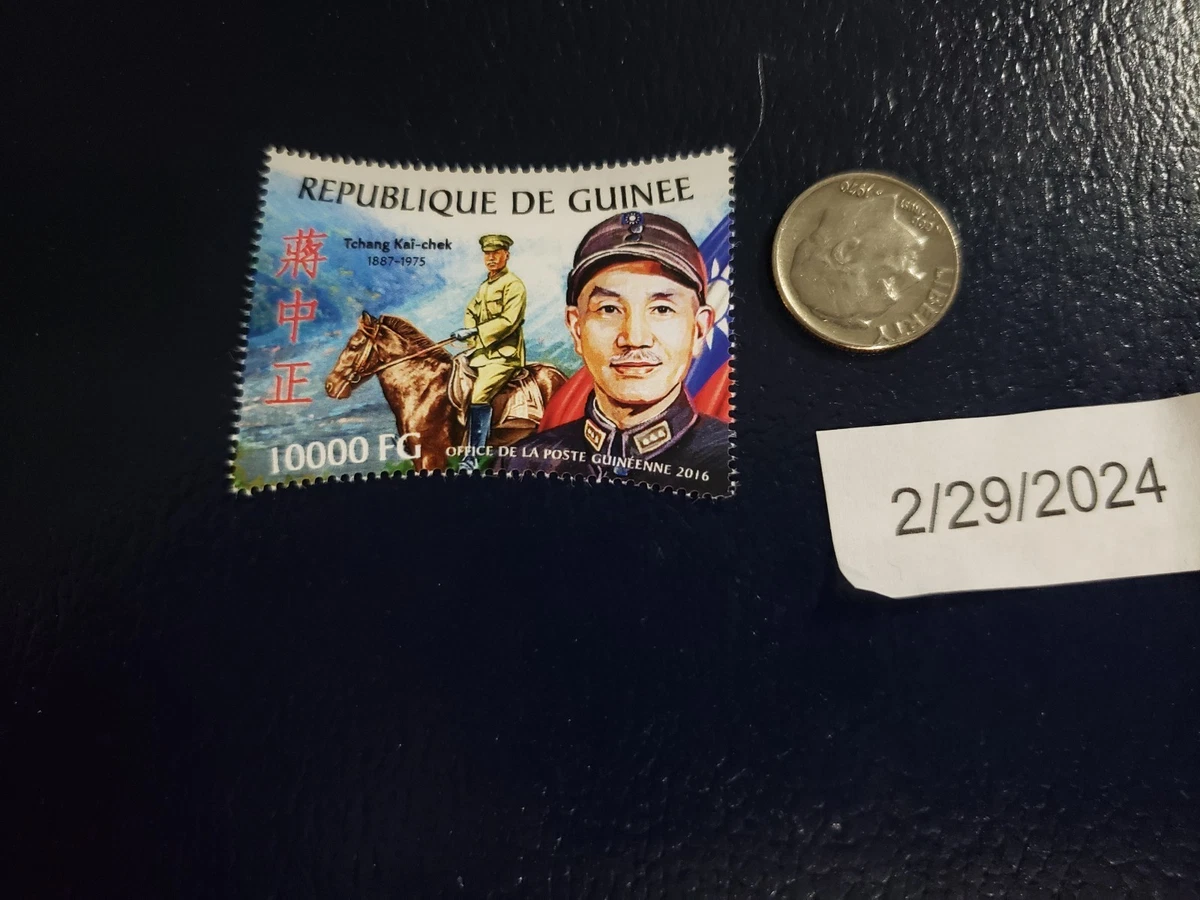 REPUBLIQUE DE GUINEE
Tchang Kaï-chek
1887-1975
蔣
中
正
10000 FG
OFFICE DE LA POSTE GUINÉENNE 2016
LIBERTY
2/29/2024